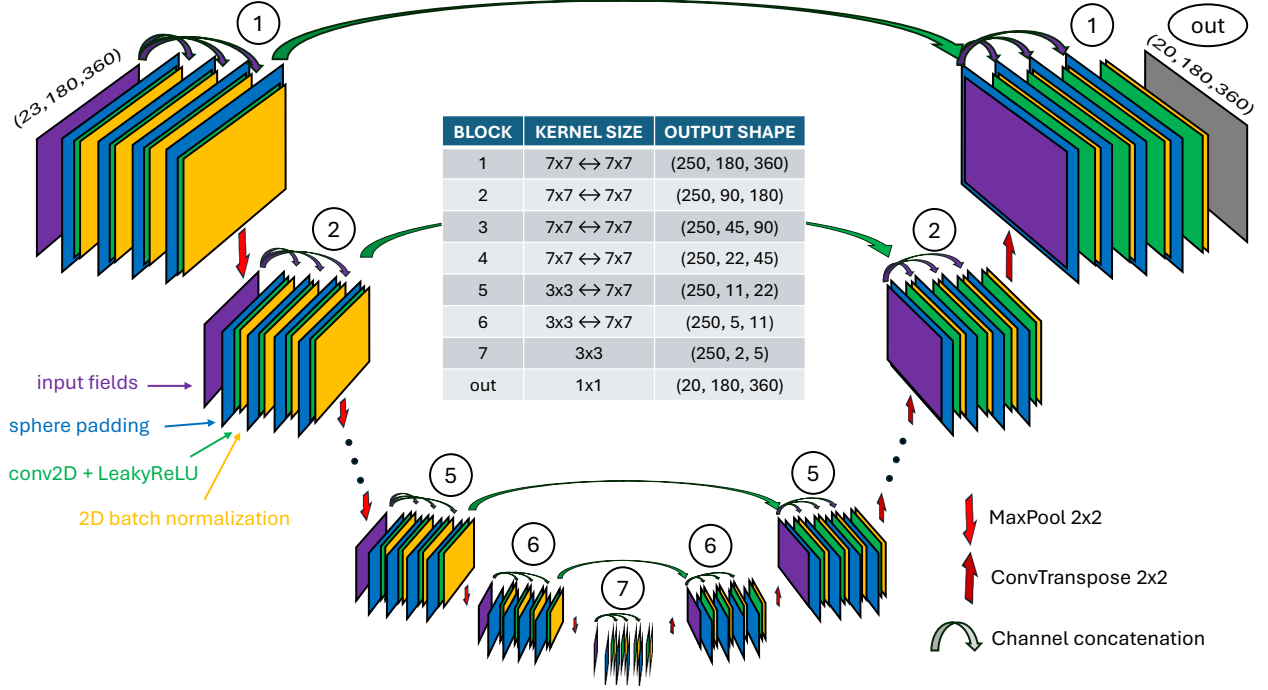 1
1
out
(23,180,360)
(20,180,360)
BLOCK KERNEL SIZE OUTPUT SHAPE
1 7x7 ↔ 7x7 (250, 180, 360)
2 7x7 ↔ 7x7 (250, 90, 180)
3 7x7 ↔ 7x7 (250, 45, 90)
4 7x7 ↔ 7x7 (250, 22, 45)
5 3x3 ↔ 7x7 (250, 11, 22)
6 3x3 ↔ 7x7 (250, 5, 11)
7 3x3 (250, 2, 5)
out 1x1 (20, 180, 360)
2
2
input fields
sphere padding
conv2D + LeakyReLU
2D batch normalization
5
5
6
6
7
MaxPool 2x2
ConvTranspose 2x2
Channel concatenation